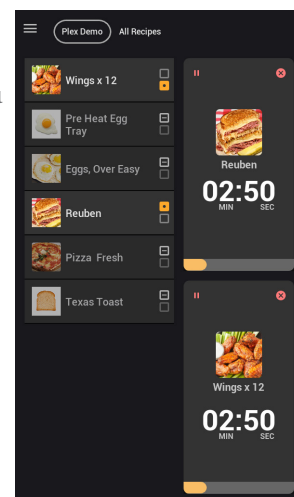 Plex Demo
All Recipes
Wings x 12
Pre Heat Egg
Tray
Eggs, Over Easy
Reuben
Pizza Fresh
Texas Toast
Reuben
02:50
MIN SEC
Wings x 12
02:50
MIN SEC